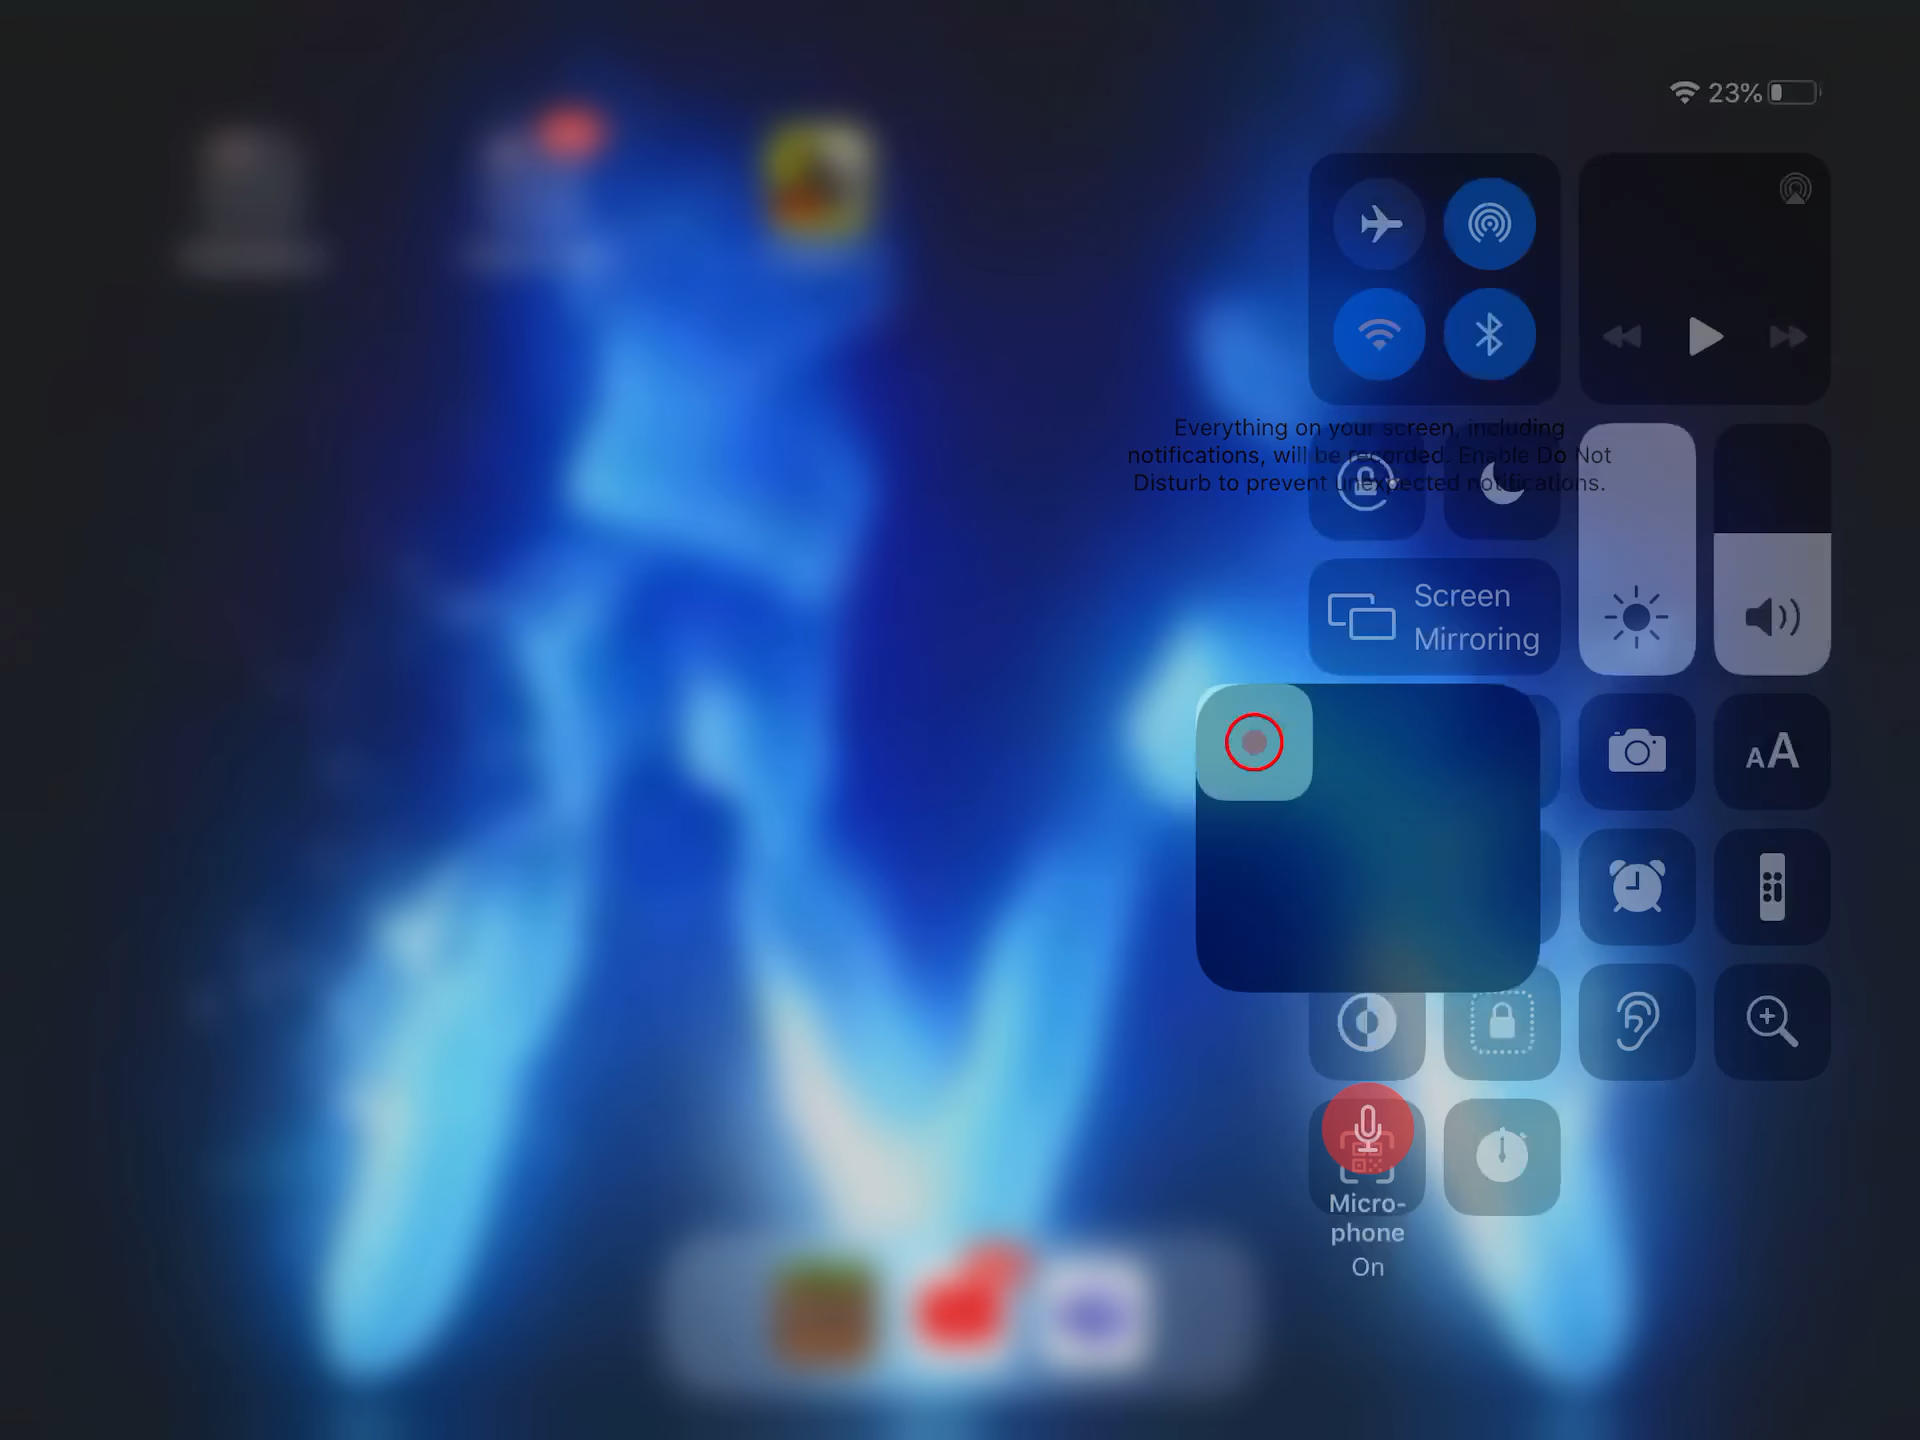 23%
Everything on your screen, including
notifications, will be recorded. Enable Do Not
Disturb to prevent unexpected notifications.
Screen
Mirroring
AA
Micro-
phone
On